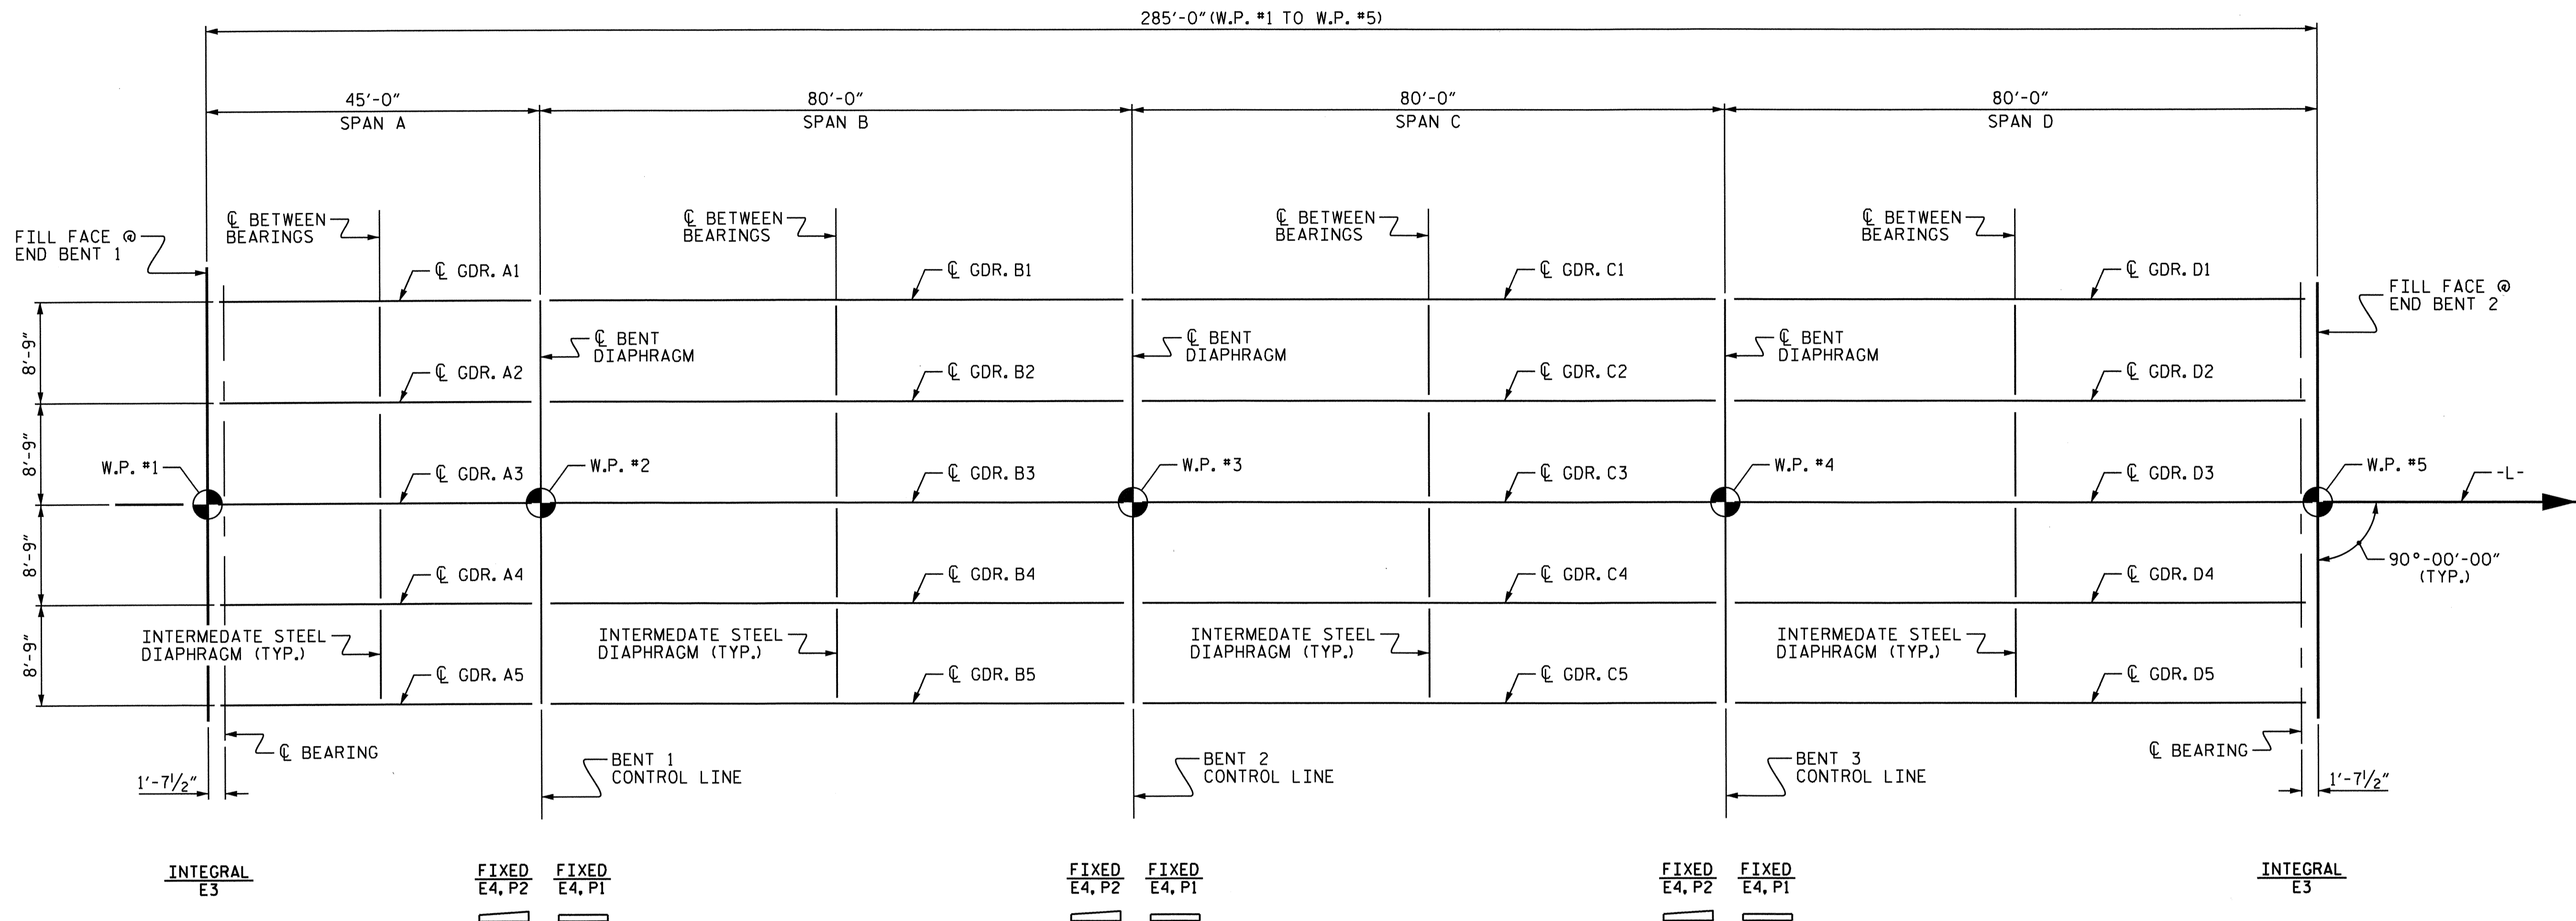 285'-0" (W.P. #1 TO W.P. #5)
45'-0"
SPAN A
80'-0"
SPAN B
80'-0"
SPAN C
80'-0"
SPAN D
FILL FACE @
END BENT 1
℄ BETWEEN
BEARINGS
℄ BETWEEN
BEARINGS
℄ BETWEEN
BEARINGS
℄ BETWEEN
BEARINGS
℄ GDR. A1
℄ GDR. B1
℄ GDR. C1
℄ GDR. D1
FILL FACE @
END BENT 2
8'-9"
℄ BENT
DIAPHRAGM
℄ BENT
DIAPHRAGM
℄ BENT
DIAPHRAGM
℄ GDR. A2
℄ GDR. B2
℄ GDR. C2
℄ GDR. D2
8'-9"
W.P. #1
℄ GDR. A3
W.P. #2
℄ GDR. B3
W.P. #3
℄ GDR. C3
W.P. #4
℄ GDR. D3
W.P. #5
-L-
8'-9"
℄ GDR. A4
℄ GDR. B4
℄ GDR. C4
℄ GDR. D4
90°-00'-00"
(TYP.)
8'-9"
INTERMEDATE STEEL
DIAPHRAGM (TYP.)
INTERMEDATE STEEL
DIAPHRAGM (TYP.)
INTERMEDATE STEEL
DIAPHRAGM (TYP.)
INTERMEDATE STEEL
DIAPHRAGM (TYP.)
℄ GDR. A5
℄ GDR. B5
℄ GDR. C5
℄ GDR. D5
℄ BEARING
BENT 1
CONTROL LINE
BENT 2
CONTROL LINE
BENT 3
CONTROL LINE
℄ BEARING
1'-7 1/2"
1'-7 1/2"
INTEGRAL
E3
FIXED
E4, P2
FIXED
E4, P1
FIXED
E4, P2
FIXED
E4, P1
FIXED
E4, P2
FIXED
E4, P1
INTEGRAL
E3